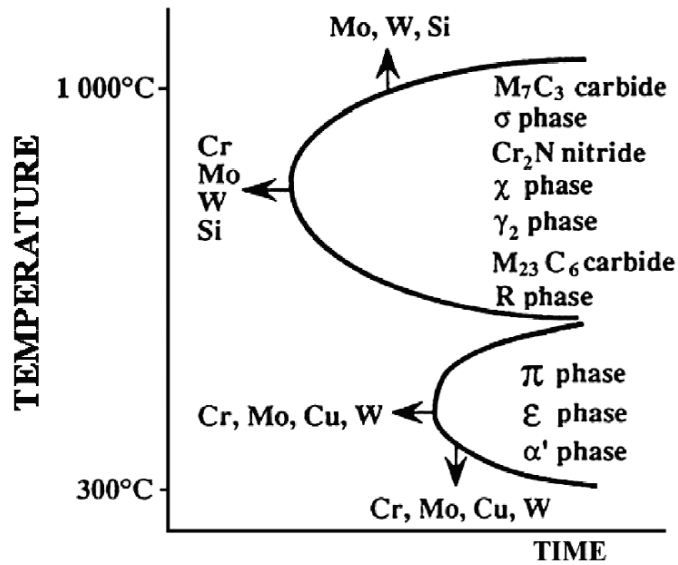 Mo, W, Si
1 000°C
M₇C₃ carbide
σ phase
Cr₂N nitride
χ phase
γ₂ phase
M₂₃ C₆ carbide
R phase
Cr
Mo
W
Si
TEMPERATURE
π phase
ε phase
α' phase
Cr, Mo, Cu, W
300°C
Cr, Mo, Cu, W
TIME